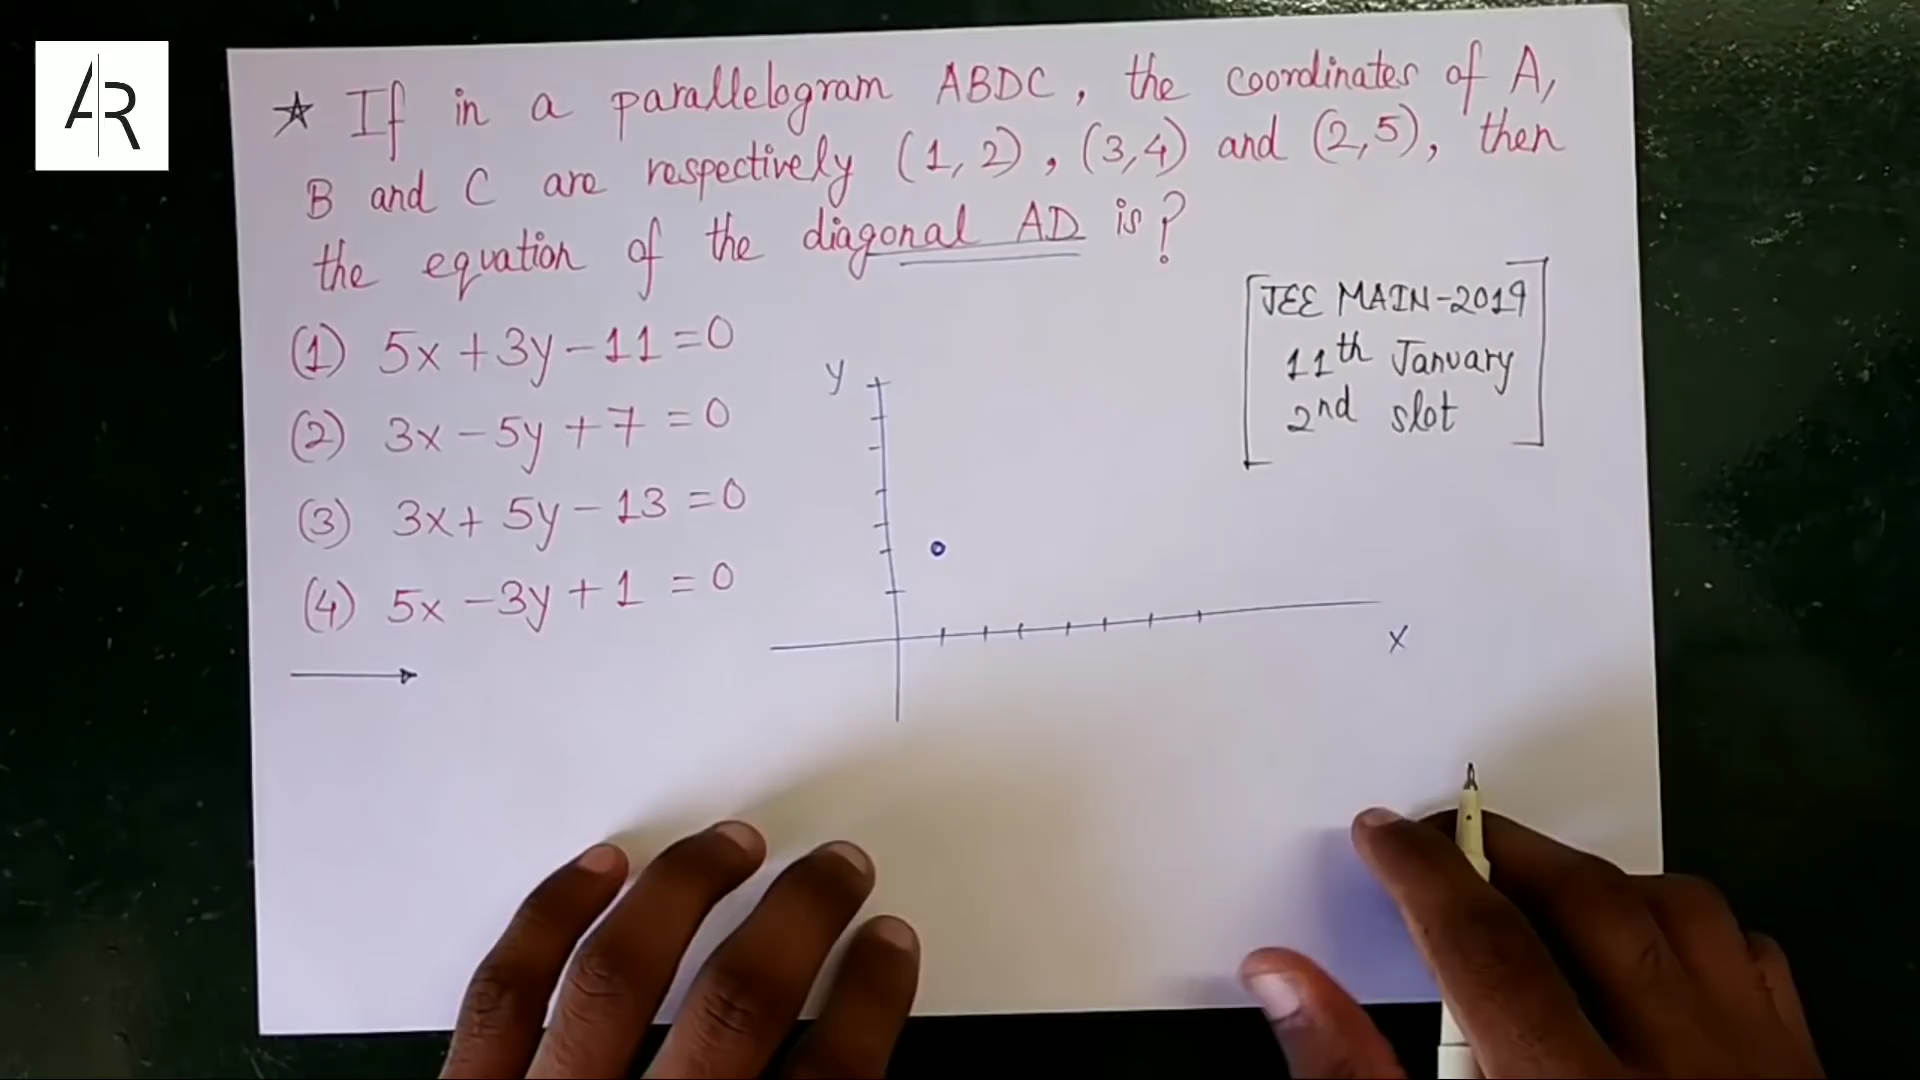 AR
☆ If in a parallelogram ABDC, the coordinates of A,
B and C are respectively (1,2), (3,4) and (2,5), then
the equation of the diagonal AD is?
[JEE MAIN-2019
11th January
2nd slot]
(1) 5x+3y-11=0
(2) 3x-5y+7=0
(3) 3x+5y-13=0
(4) 5x-3y+1=0
y
x